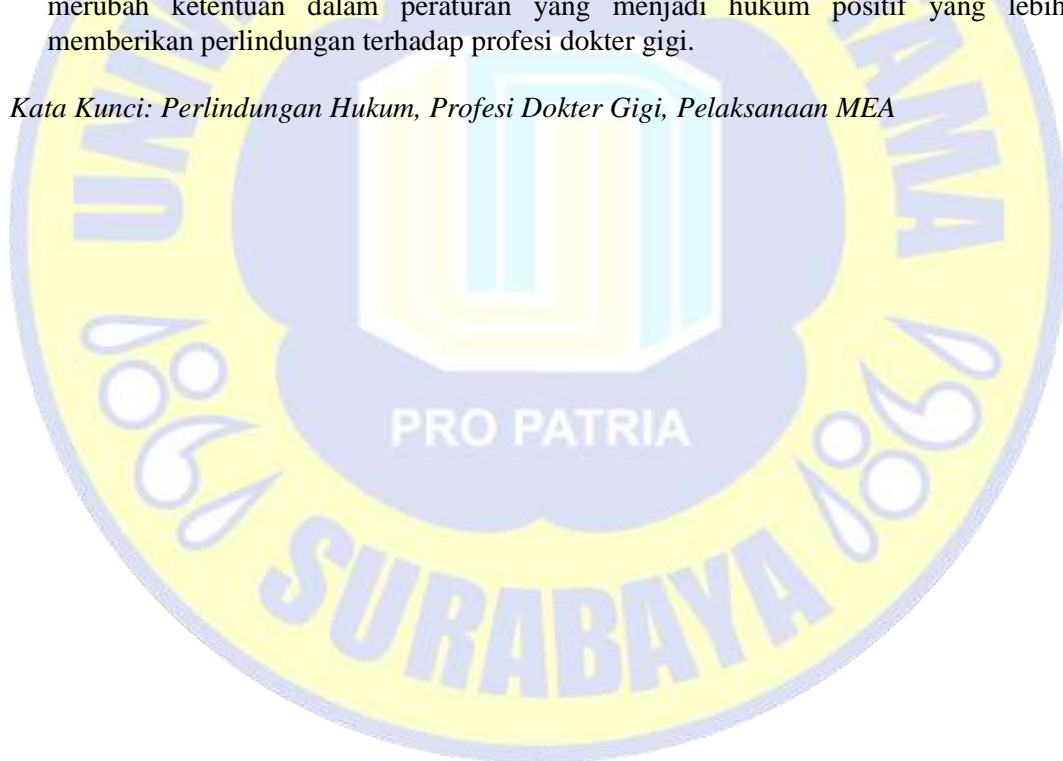 merubah ketentuan dalam peraturan yang menjadi hukum positif yang lebih
memberikan perlindungan terhadap profesi dokter gigi.
Kata Kunci: Perlindungan Hukum, Profesi Dokter Gigi, Pelaksanaan MEA
PRO PATRIA
SURABAYA